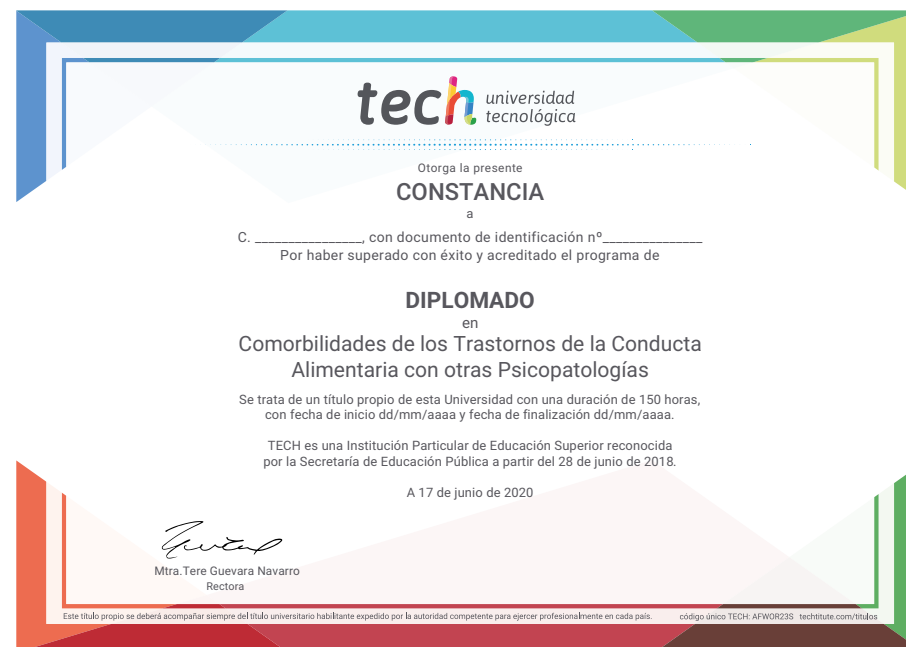 tech universidad
tecnológica
Otorga la presente
CONSTANCIA
a
C. ________________, con documento de identificación nº_______________
Por haber superado con éxito y acreditado el programa de
DIPLOMADO
en
Comorbilidades de los Trastornos de la Conducta
Alimentaria con otras Psicopatologías
Se trata de un título propio de esta Universidad con una duración de 150 horas,
con fecha de inicio dd/mm/aaaa y fecha de finalización dd/mm/aaaa.
TECH es una Institución Particular de Educación Superior reconocida
por la Secretaría de Educación Pública a partir del 28 de junio de 2018.
A 17 de junio de 2020
Mtra.Tere Guevara Navarro
Rectora
Este título propio se deberá acompañar siempre del título universitario habilitante expedido por la autoridad competente para ejercer profesionalmente en cada país. código único TECH: AFWOR23S techtitute.com/titulos